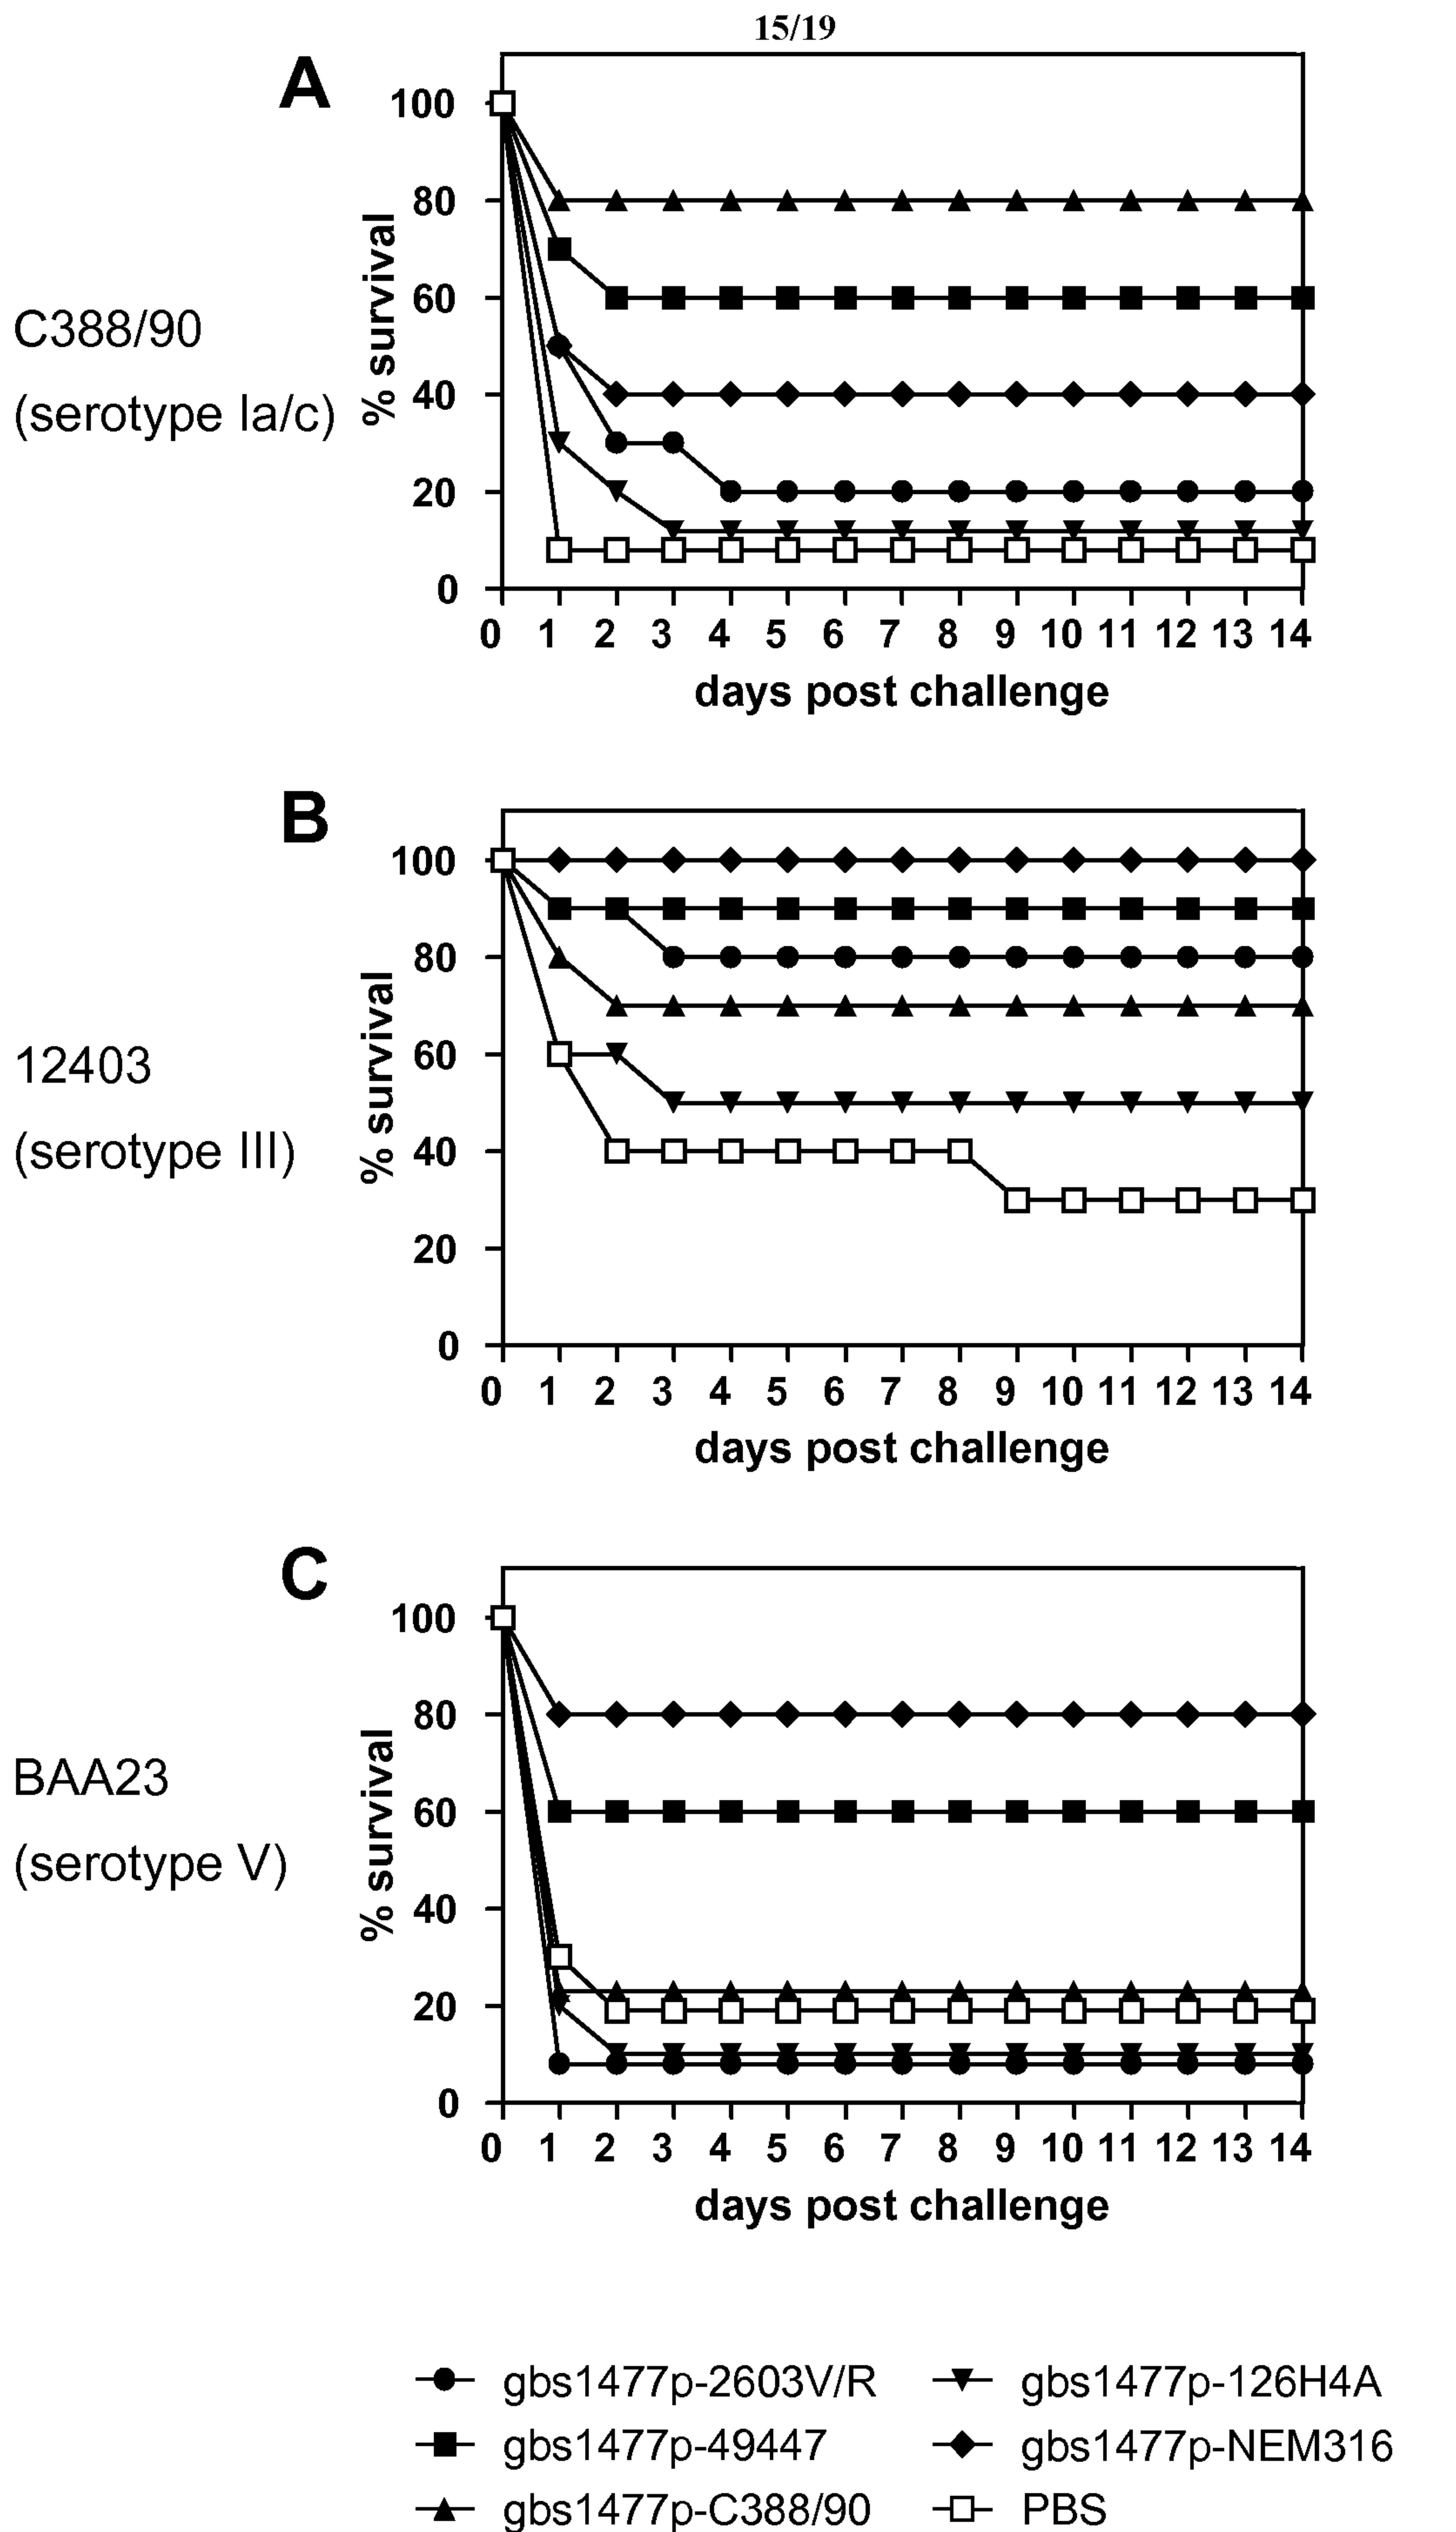 15/19
A
C388/90
(serotype Ia/c)
% survival
100
80
60
40
20
0
0 1 2 3 4 5 6 7 8 9 10 11 12 13 14
days post challenge
B
12403
(serotype III)
% survival
100
80
60
40
20
0
0 1 2 3 4 5 6 7 8 9 10 11 12 13 14
days post challenge
C
BAA23
(serotype V)
% survival
100
80
60
40
20
0
0 1 2 3 4 5 6 7 8 9 10 11 12 13 14
days post challenge
gbs1477p-2603V/R
gbs1477p-126H4A
gbs1477p-49447
gbs1477p-NEM316
gbs1477p-C388/90
PBS